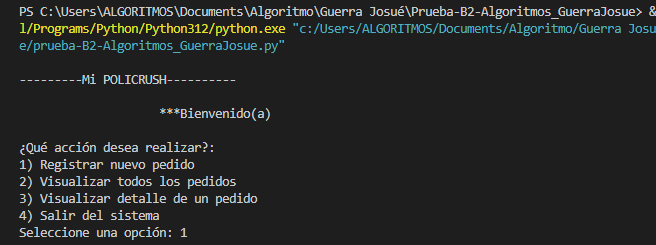 PS C:\Users\ALGORITMOS\Documents\Algoritmo\Guerra Josué\Prueba-B2-Algoritmos_GuerraJosue> &
l/Programs/Python/Python312/python.exe "c:/Users/ALGORITMOS/Documents/Algoritmo/Guerra Josu
e/prueba-B2-Algoritmos_GuerraJosue.py"
---------Mi POLICRUSH----------
***Bienvenido(a)
¿Qué acción desea realizar?:
1) Registrar nuevo pedido
2) Visualizar todos los pedidos
3) Visualizar detalle de un pedido
4) Salir del sistema
Seleccione una opción: 1